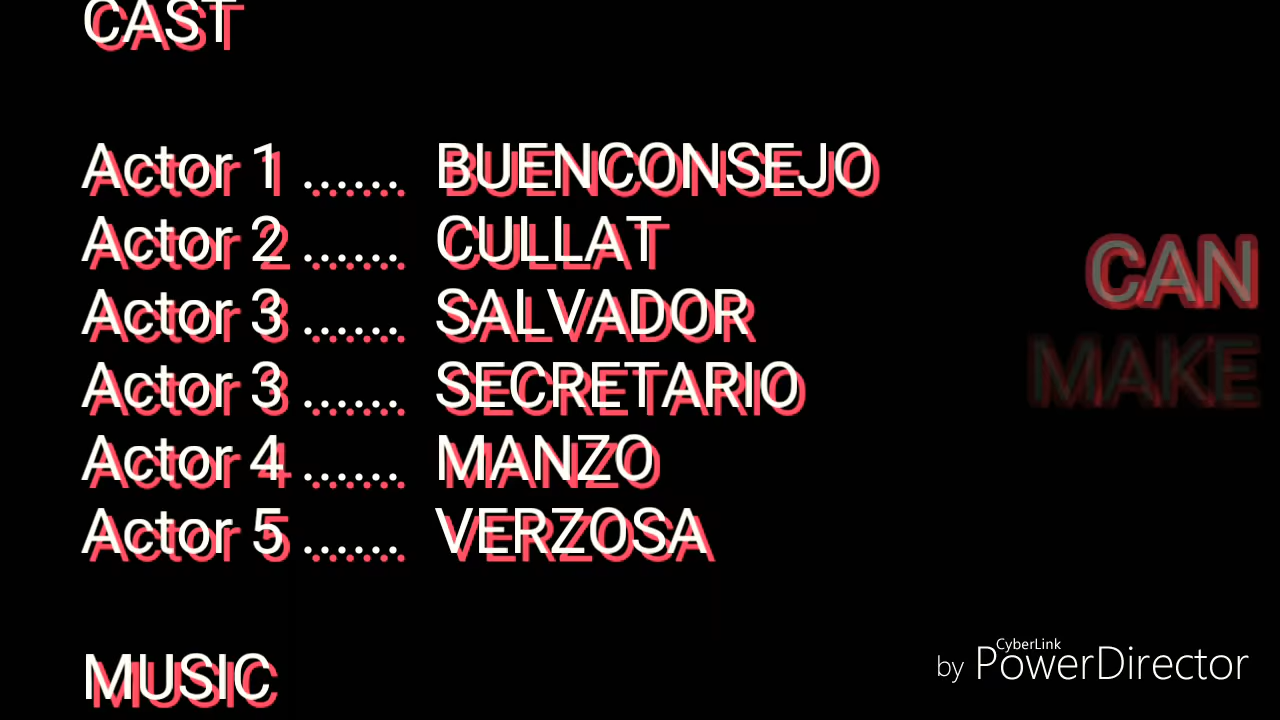 CAST
Actor 1 ...... BUENCONSEJO
Actor 2 ...... CULLAT
Actor 3 ...... SALVADOR
Actor 3 ...... SECRETARIO
Actor 4 ...... MANZO
Actor 5 ...... VERZOSA
MUSIC
CAN
MAKE
CyberLink
by PowerDirector